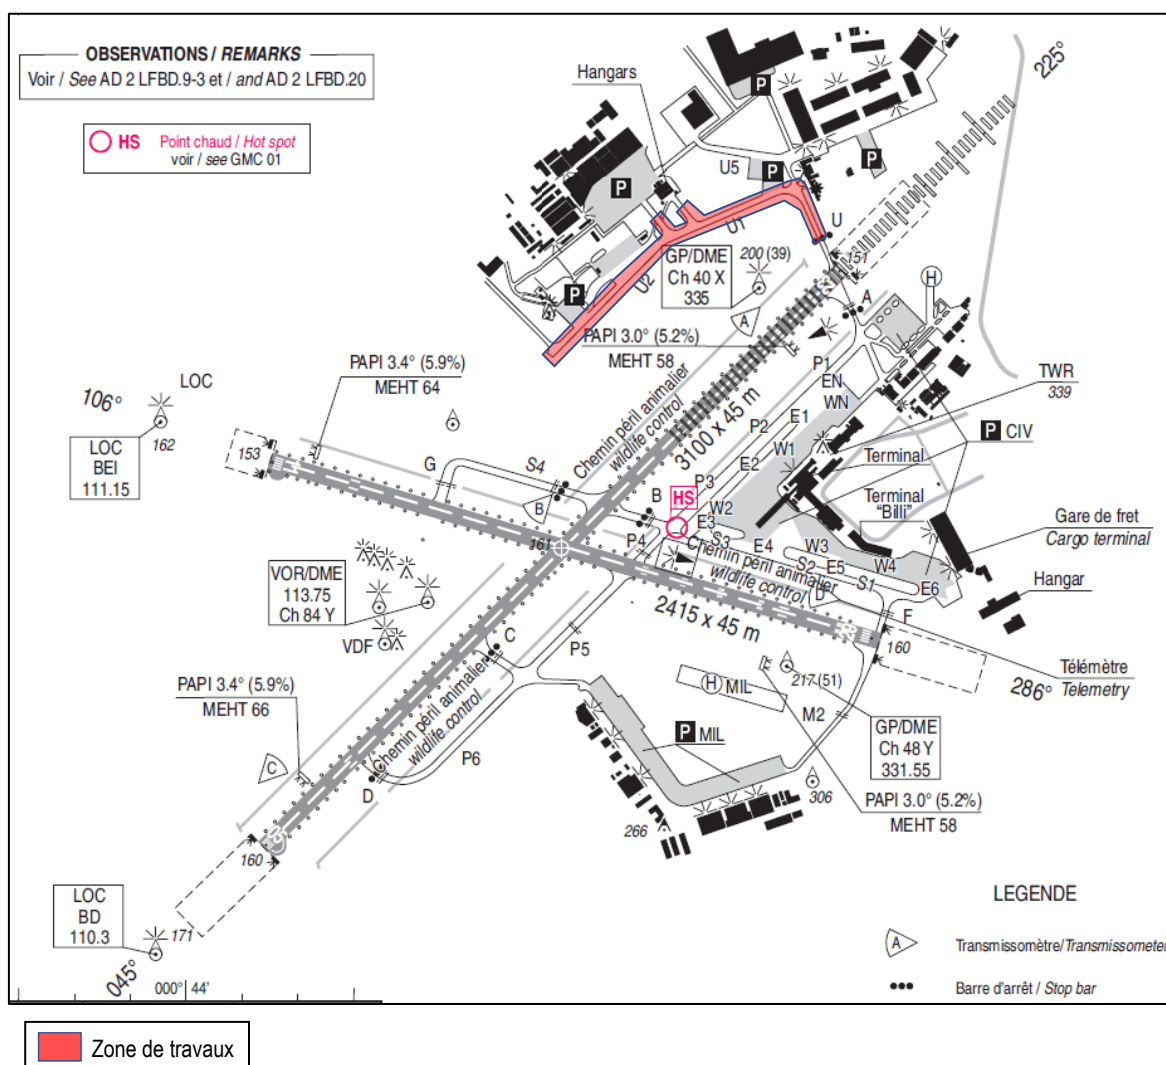 OBSERVATIONS / REMARKS
Voir / See AD 2 LFBD.9-3 et / and AD 2 LFBD.20
HS Point chaud / Hot spot
voir / see GMC 01
Hangars
225°
P
P
P
P
U5
U
U1
U2
P
GP/DME
Ch 40 X
335
200 (39)
151
H
A
A
PAPI 3.0° (5.2%)
MEHT 58
PAPI 3.4° (5.9%)
MEHT 64
P1
EN
WN
TWR
339
106°
LOC
LOC
BEI
111.15
162
153
Chemin péril animalier
wildlife control
3100 x 45 m
P2
E1
W1
E2
P CIV
Terminal
G
S4
P3
HS
B
B
W2
E3
S3
Terminal
"Billi"
Gare de fret
Cargo terminal
161
P4
E4
W3
S2
E5
W4
S1
E6
Chemin péril animalier
wildlife control
D
Hangar
VOR/DME
113.75
Ch 84 Y
VDF
2415 x 45 m
F
160
C
P5
Télémètre
Telemetry
286°
PAPI 3.4° (5.9%)
MEHT 66
Chemin péril animalier
wildlife control
H MIL
217 (51)
M2
P MIL
GP/DME
Ch 48 Y
331.55
C
P6
D
306
PAPI 3.0° (5.2%)
MEHT 58
266
05
160
LOC
BD
110.3
171
045°
000° 44'
LEGENDE
A Transmissomètre/Transmissometer
Barre d'arrêt / Stop bar
Zone de travaux